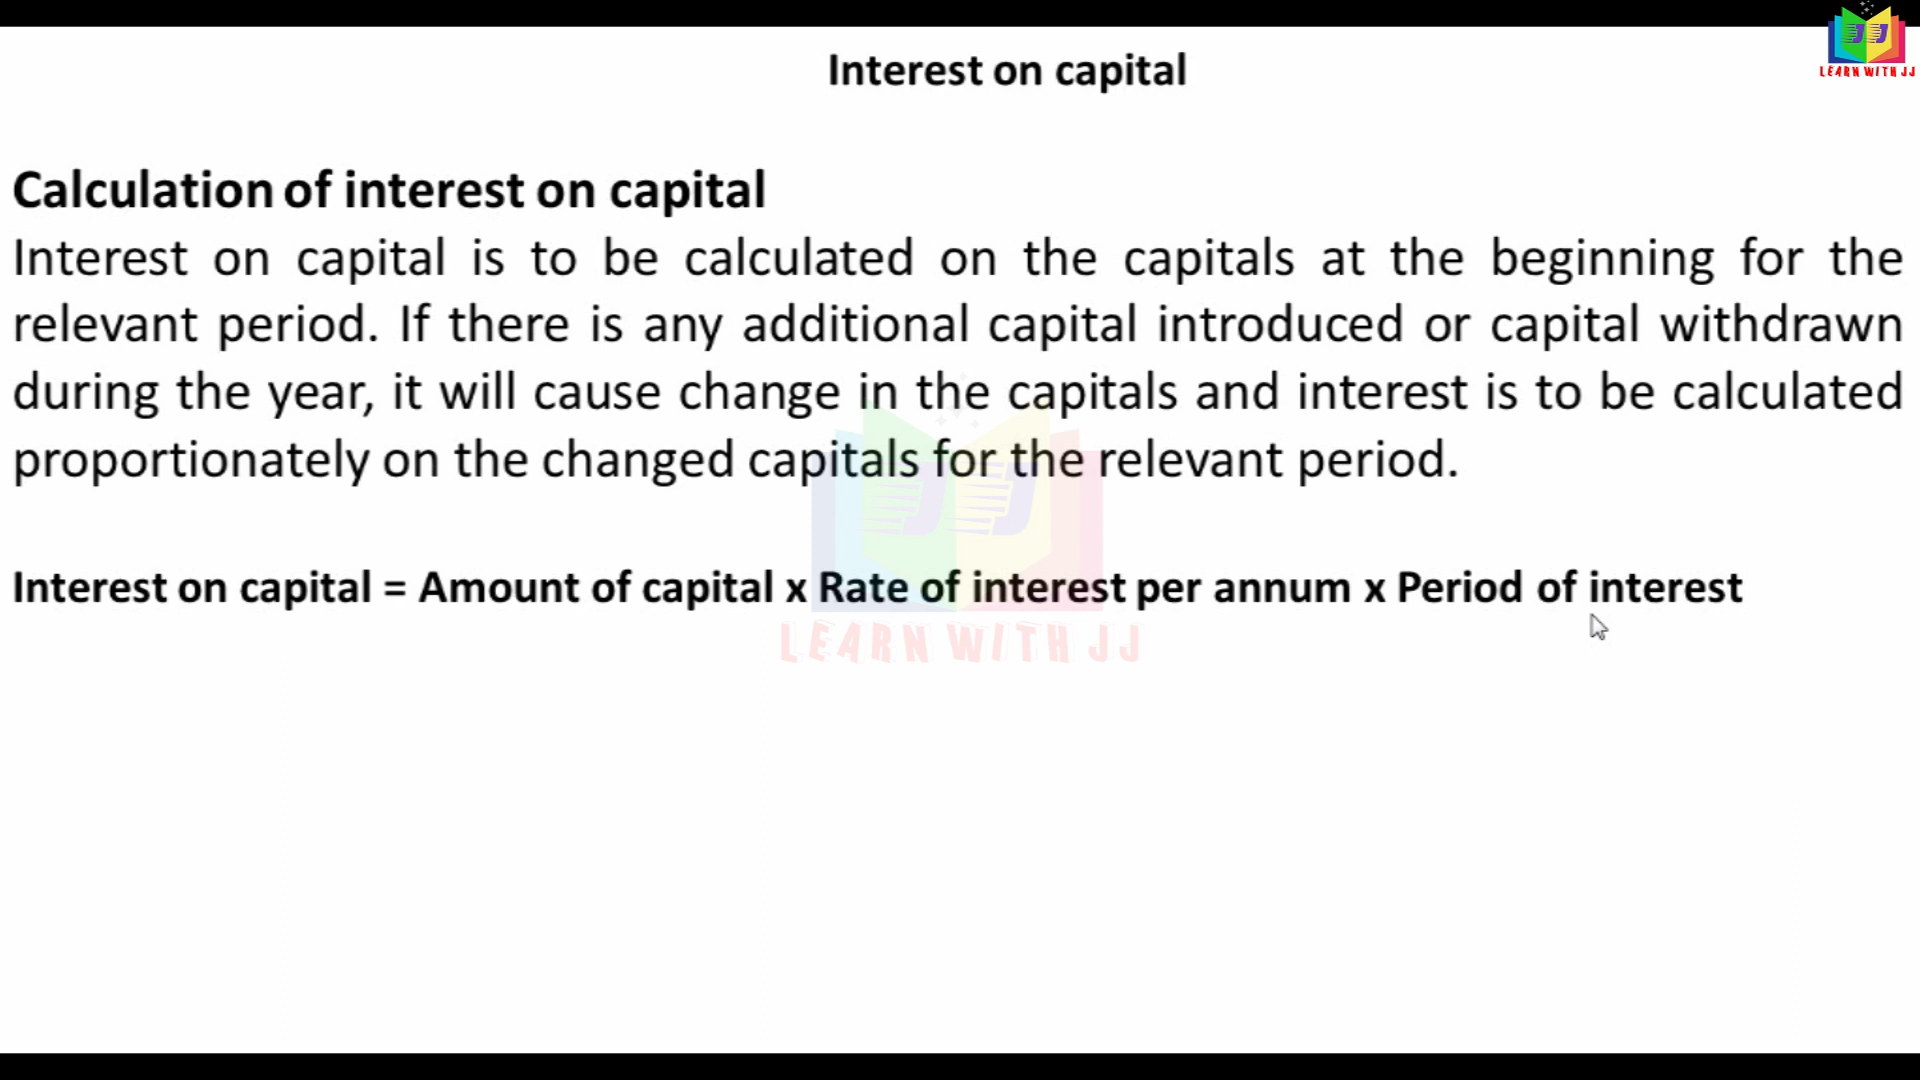 LEARN WITH JJ
Interest on capital
Calculation of interest on capital
Interest on capital is to be calculated on the capitals at the beginning for the
relevant period. If there is any additional capital introduced or capital withdrawn
during the year, it will cause change in the capitals and interest is to be calculated
proportionately on the changed capitals for the relevant period.
Interest on capital = Amount of capital x Rate of interest per annum x Period of interest
LEARN WITH JJ